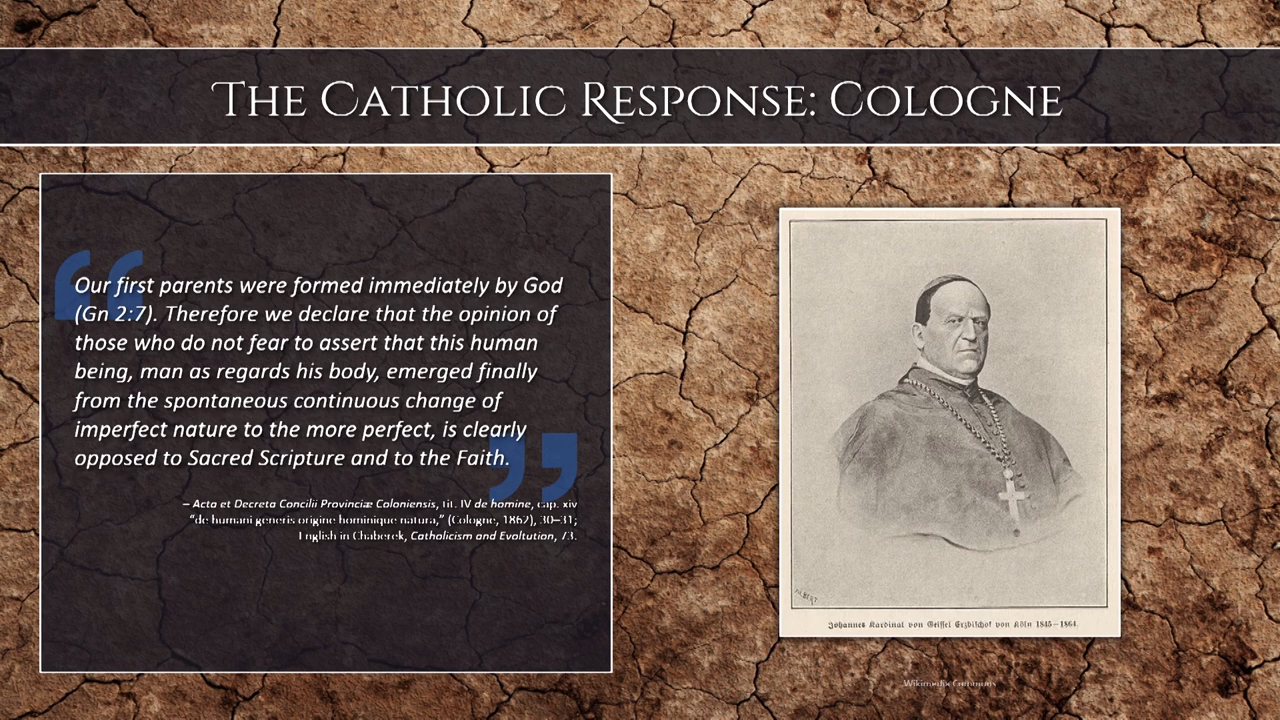 The Catholic Response: Cologne
“
Our first parents were formed immediately by God
(Gn 2:7). Therefore we declare that the opinion of
those who do not fear to assert that this human
being, man as regards his body, emerged finally
from the spontaneous continuous change of
imperfect nature to the more perfect, is clearly
opposed to Sacred Scripture and to the Faith.
”
– Acta et Decreta Concilii Provinciæ Coloniensis, tit. IV de homine, cap. xiv
“de humani generis origine hominique natura,” (Cologne, 1862), 30–31;
English in Chaberek, Catholicism and Evoltution, 73.
Johannes Kardinal von Geissel Erzbischof von Köln 1845–1864.
Wikimedia Commons